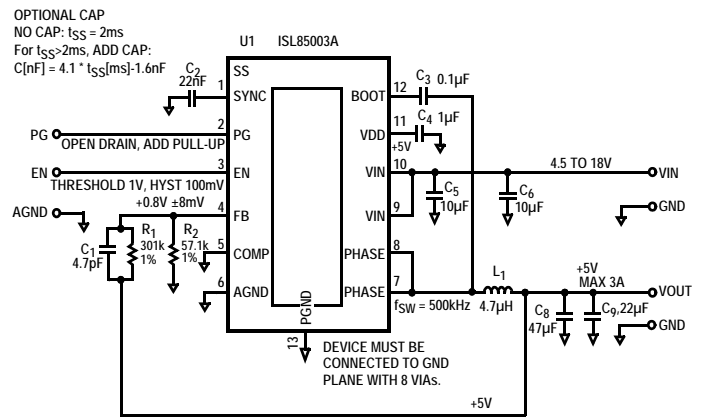 OPTIONAL CAP
NO CAP: tSS = 2ms
For tSS>2ms, ADD CAP:
C[nF] = 4.1 * tSS[ms]-1.6nF
U1 ISL85003A
C2
22nF
1
SS
SYNC
PG
OPEN DRAIN, ADD PULL-UP
2
PG
EN
THRESHOLD 1V, HYST 100mV
3
EN
AGND
+0.8V ±8mV
4
FB
C1
4.7pF
R1
301k
1%
R2
57.1k
1%
5
COMP
6
AGND
PGND
13
DEVICE MUST BE
CONNECTED TO GND
PLANE WITH 8 VIAs.
BOOT
12
C3 0.1µF
VDD
11
C4 1µF
+5V
VIN
10
4.5 TO 18V
VIN
C5
10µF
C6
10µF
GND
VIN
9
PHASE
8
PHASE
7
fSW = 500kHz
L1
4.7µH
+5V
MAX 3A
VOUT
C8
47µF
C9,22µF
GND
+5V